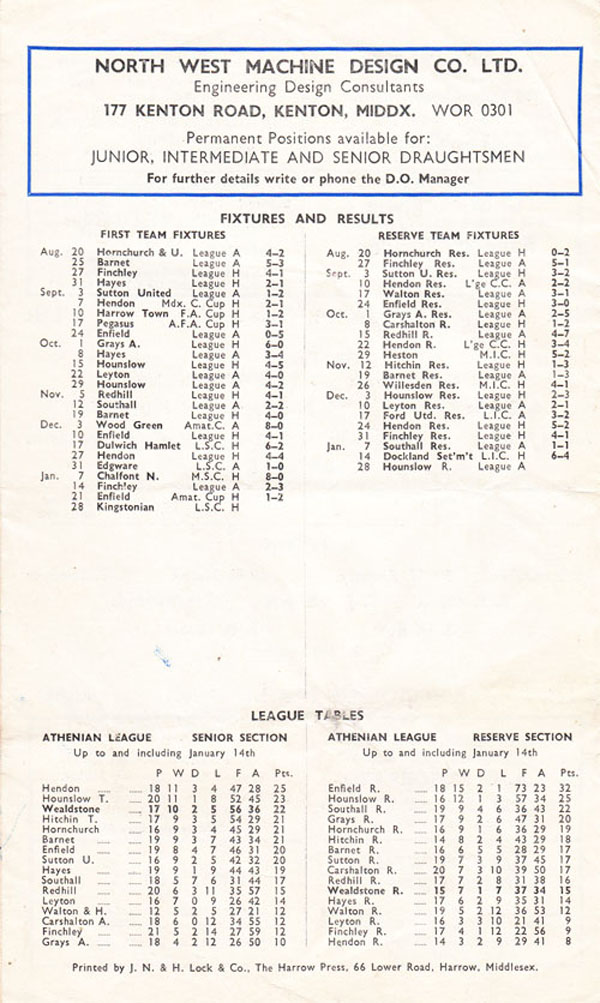 NORTH WEST MACHINE DESIGN CO. LTD.
Engineering Design Consultants
177 KENTON ROAD, KENTON, MIDDX. WOR 0301
Permanent Positions available for:
JUNIOR, INTERMEDIATE AND SENIOR DRAUGHTSMEN
For further details write or phone the D.O. Manager
FIXTURES AND RESULTS
FIRST TEAM FIXTURES
Aug. 20 Hornchurch & U. League A 4–2
25 Barnet League A 5–3
27 Finchley League H 4–1
31 Hayes League H 2–1
Sept. 3 Sutton United League A 1–2
7 Hendon Mdx. C. Cup H 2–1
10 Harrow Town F.A. Cup H 1–2
17 Pegasus A.F.A. Cup H 3–1
24 Enfield League A 0–5
Oct. 1 Grays A. League H 6–0
8 Hayes League A 3–4
15 Hounslow League H 4–5
22 Leyton League A 4–0
29 Hounslow League A 4–2
Nov. 5 Redhill League H 4–1
12 Southall League A 2–2
19 Barnet League H 4–0
Dec. 3 Wood Green Amat.C. A 8–0
10 Enfield League H 4–1
17 Dulwich Hamlet L.S.C. H 6–2
27 Hendon League H 4–4
31 Edgware L.S.C. A 1–0
Jan. 7 Chalfont N. M.S.C. H 8–0
14 Finchley League A 2–3
21 Enfield Amat. Cup H 1–2
28 Kingstonian L.S.C. H
RESERVE TEAM FIXTURES
Aug. 20 Hornchurch Res. League H 0–2
27 Finchley Res. League A 5–1
Sept. 3 Sutton U. Res. League H 3–2
10 Hendon Res. L'ge C.C. A 2–2
17 Walton Res. League A 3–1
24 Enfield Res. League H 3–0
Oct. 1 Grays A. Res. League A 2–5
8 Carshalton R. League H 1–2
15 Redhill R. League A 4–7
22 Hendon R. L'ge C.C. H 3–4
29 Heston M.I.C. H 5–2
Nov. 12 Hitchin Res. League H 1–3
19 Barnet Res. League A 1–3
26 Willesden Res. M.I.C. H 4–1
Dec. 3 Hounslow Res. League H 2–3
10 Leyton Res. League A 2–1
17 Ford Utd. Res. L.I.C. A 3–2
24 Hendon Res. League H 5–2
31 Finchley Res. League H 4–1
Jan. 7 Southall Res. League A 1–1
14 Dockland Set'm't L.I.C. H 6–4
28 Hounslow R. League A
LEAGUE TABLES
ATHENIAN LEAGUE SENIOR SECTION
Up to and including January 14th
P W D L F A Pts.
Hendon 18 11 3 4 47 28 25
Hounslow T. 20 11 1 8 52 45 23
Wealdstone 17 10 2 5 56 36 22
Hitchin T. 17 9 3 5 54 29 21
Hornchurch 16 9 3 4 45 29 21
Barnet 19 9 3 7 43 34 21
Enfield 19 8 4 7 46 31 20
Sutton U. 16 9 2 5 42 32 20
Hayes 19 9 1 9 44 43 19
Southall 18 5 7 6 31 44 17
Redhill 20 6 3 11 35 57 15
Leyton 16 7 0 9 26 42 14
Walton & H. 12 5 2 5 27 21 12
Carshalton A. 18 6 0 12 34 55 12
Finchley 21 5 2 14 27 59 12
Grays A. 18 4 2 12 26 50 10
ATHENIAN LEAGUE RESERVE SECTION
Up to and including January 14th
P W D L F A Pts.
Enfield R. 18 15 2 1 73 23 32
Hounslow R. 16 12 1 3 57 34 25
Southall R. 19 9 4 6 36 43 22
Grays R. 17 9 2 6 47 31 20
Hornchurch R. 16 9 1 6 36 29 19
Hitchin R. 14 8 2 4 43 29 18
Barnet R. 16 6 5 5 28 29 17
Sutton R. 19 7 3 9 37 45 17
Carshalton R. 20 7 3 10 39 50 17
Redhill R. 17 7 2 8 31 38 16
Wealdstone R. 15 7 1 7 37 34 15
Hayes R. 17 6 2 9 35 31 14
Walton R. 19 5 2 12 36 53 12
Leyton R. 16 3 3 10 21 41 9
Finchley R. 17 4 1 12 22 56 9
Hendon R. 14 3 2 9 29 41 8
Printed by J. N. & H. Lock & Co., The Harrow Press, 66 Lower Road, Harrow, Middlesex.